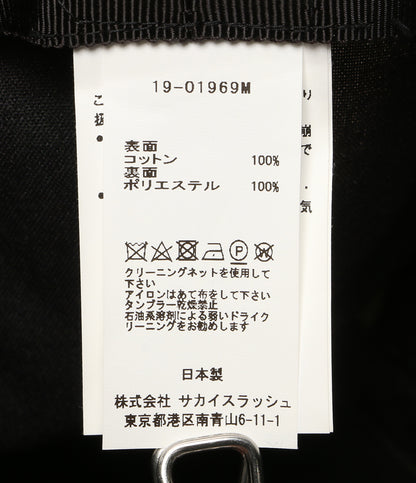 19-01969M
表面
コットン 100%
裏面
ポリエステル 100%
クリーニングネットを使用して
下さい
アイロンはあて布をして下さい
タンブラー乾燥禁止
石油系溶剤による弱いドライク
リーニングをお勧めします
日本製
株式会社 サカイスラッシュ
東京都港区南青山6-11-1